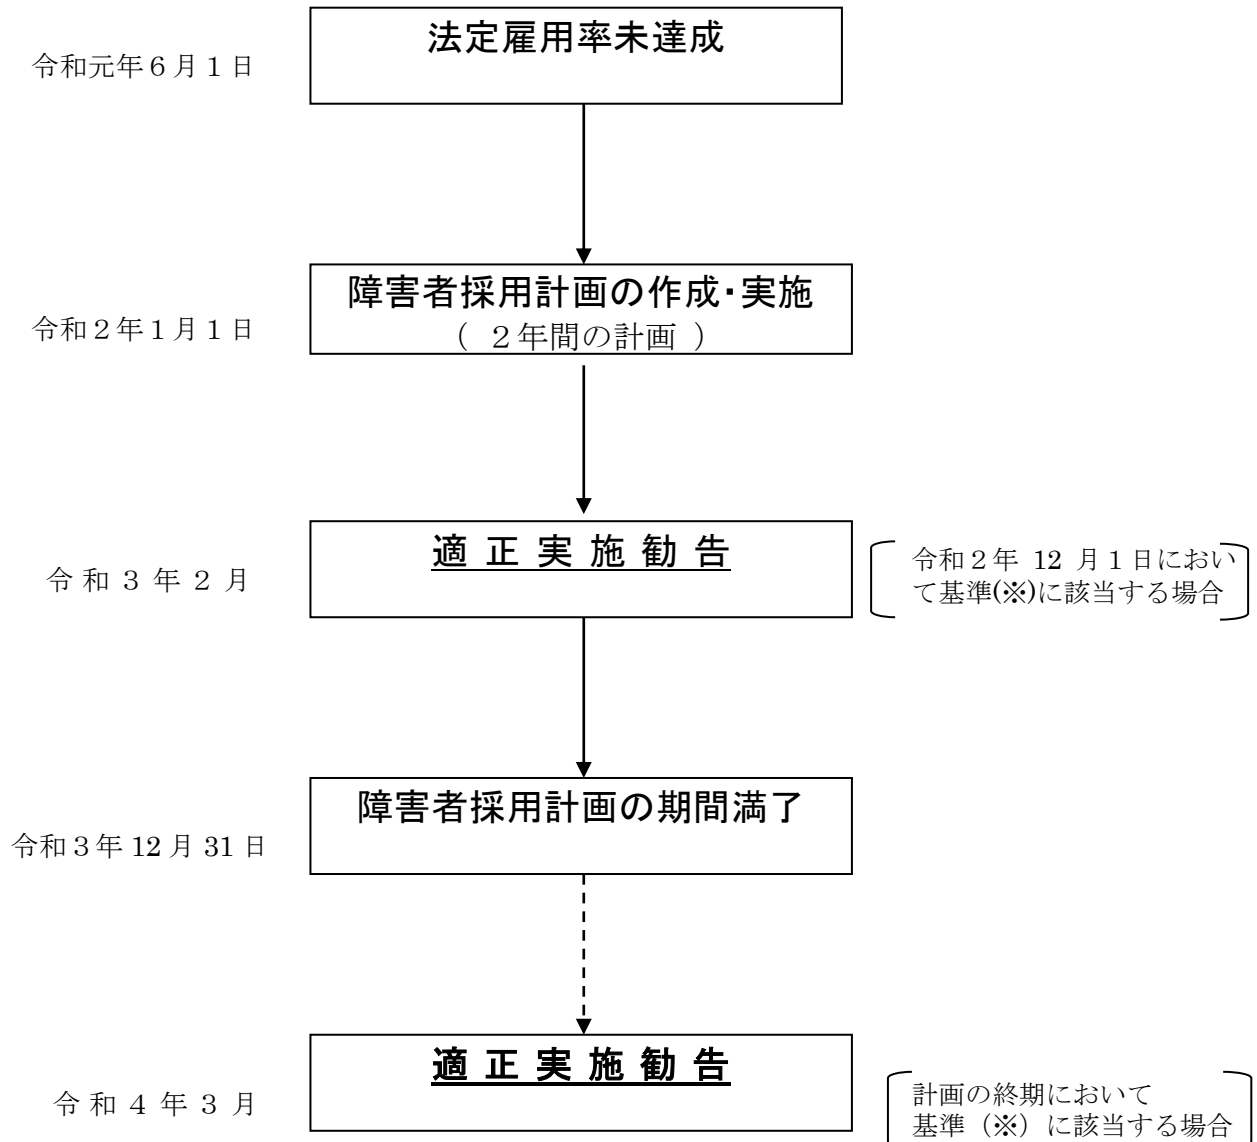 法定雇用率未達成
令和元年６月１日
障害者採用計画の作成・実施
（ ２年間の計画 ）
令和２年１月１日
適 正 実 施 勧 告
令 和 ３ 年 ２ 月
令和２年 12 月１日におい
て基準(※)に該当する場合
障害者採用計画の期間満了
令和３年 12 月 31 日
適 正 実 施 勧 告
令 和 ４ 年 ３ 月
計画の終期において
基準（※）に該当する場合